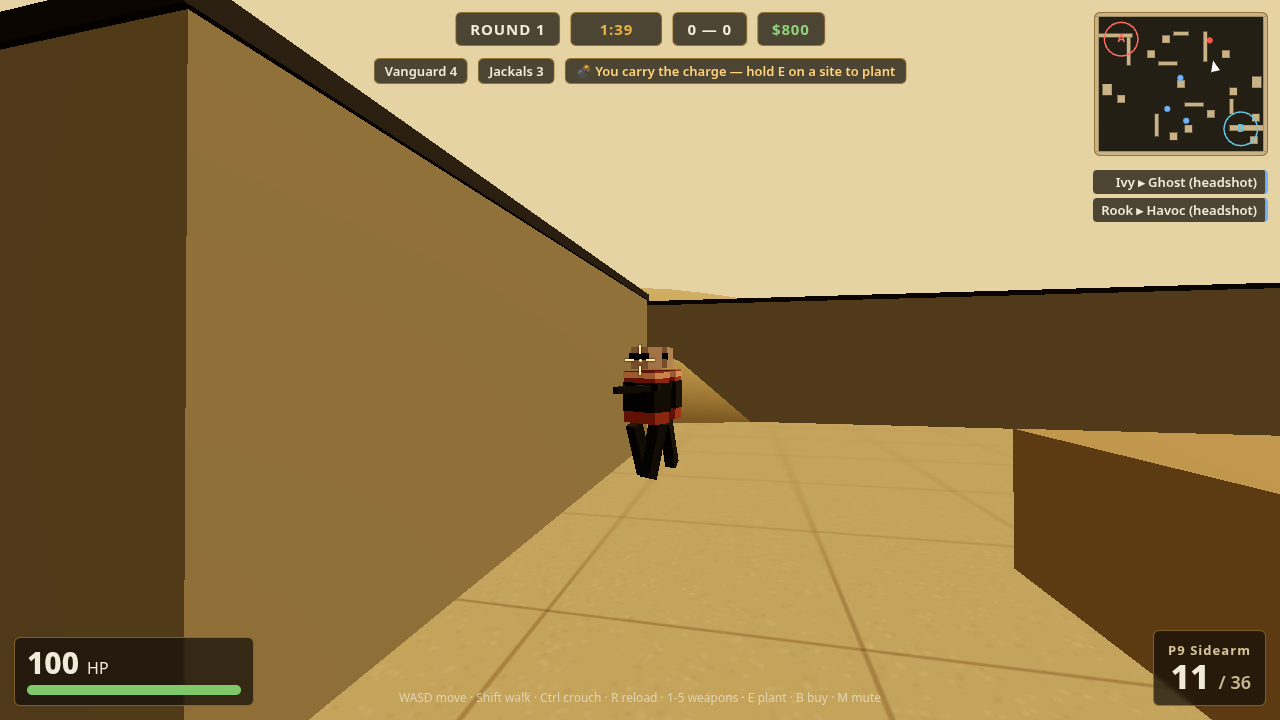 ROUND 1
1:39
0 — 0
$800
Vanguard 4
Jackals 3
💣 You carry the charge — hold E on a site to plant
A
Ivy ▸ Ghost (headshot)
Rook ▸ Havoc (headshot)
100 HP
P9 Sidearm
11 / 36
WASD move · Shift walk · Ctrl crouch · R reload · 1-5 weapons · E plant · B buy · M mute